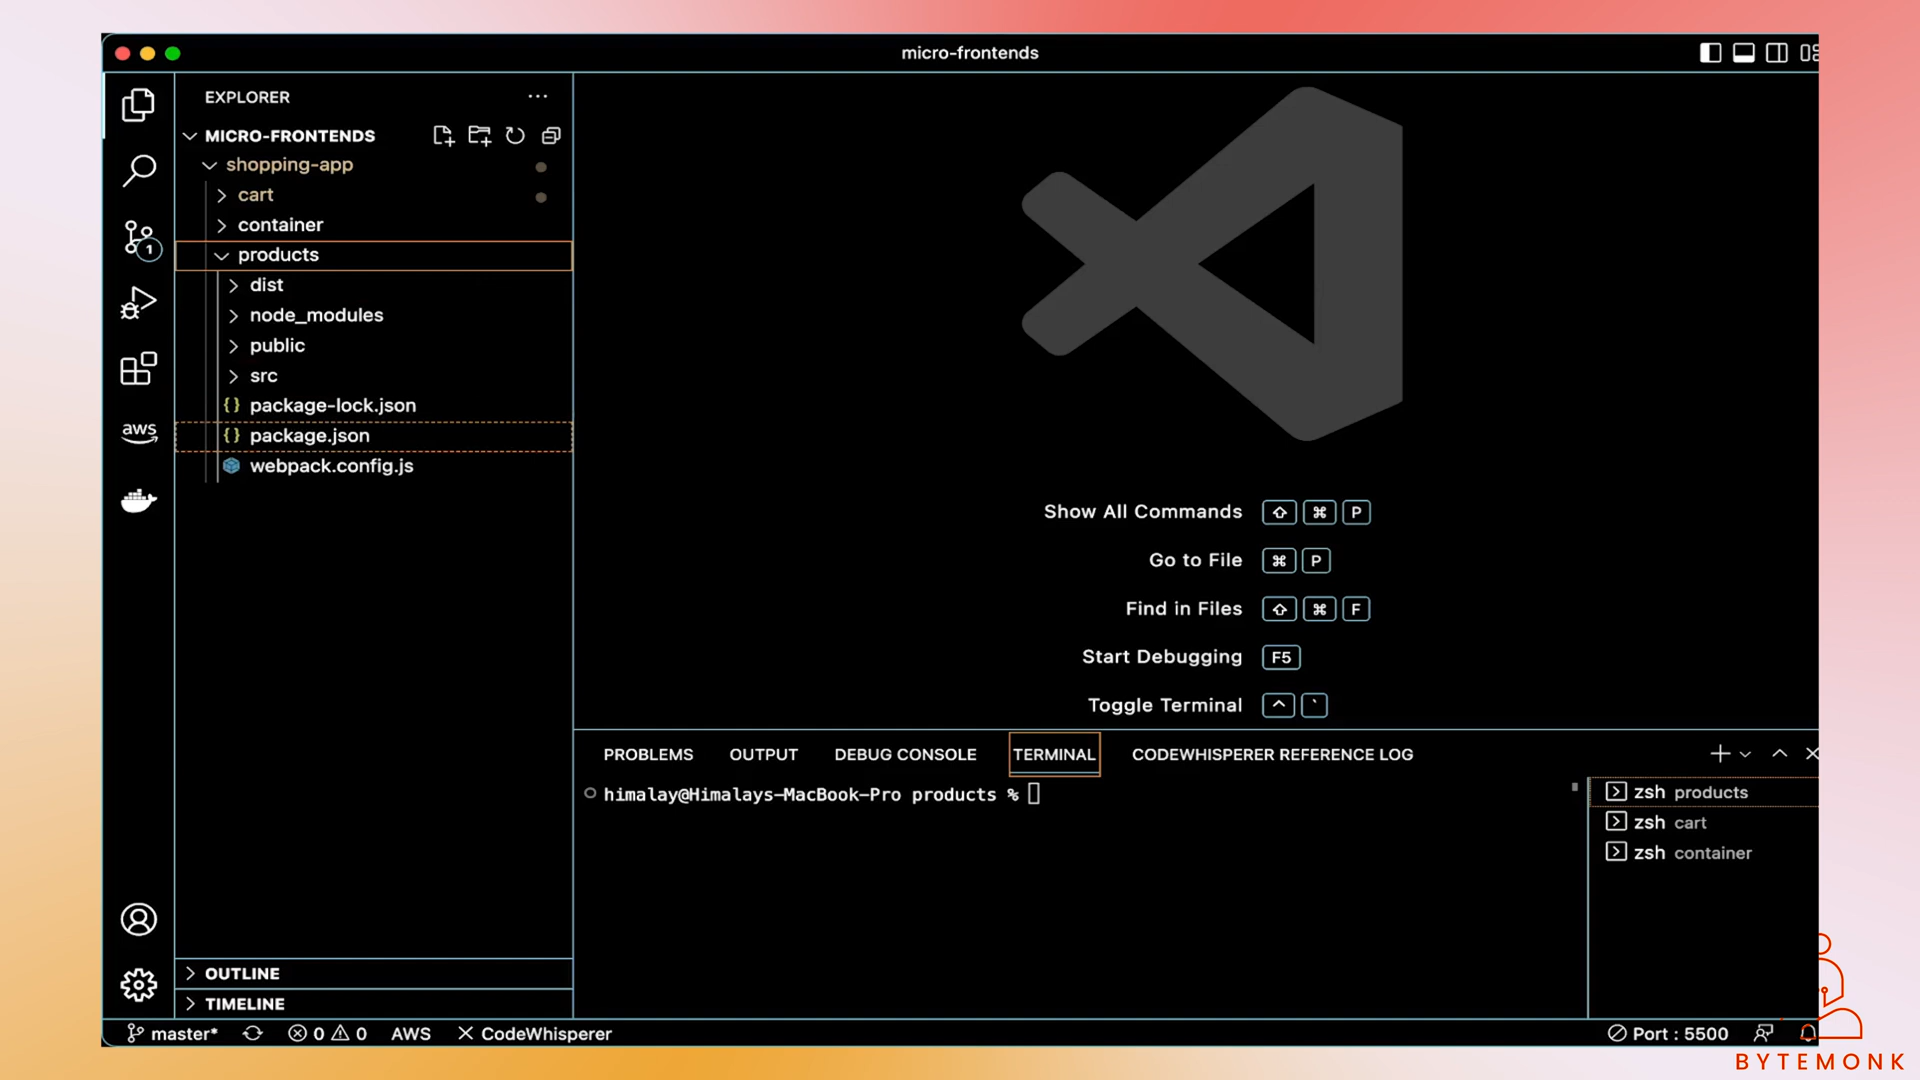 micro-frontends
EXPLORER
MICRO-FRONTENDS
shopping-app
cart
container
products
dist
node_modules
public
src
{} package-lock.json
{} package.json
webpack.config.js
1
aws
Show All Commands ⇧ ⌘ P
Go to File ⌘ P
Find in Files ⇧ ⌘ F
Start Debugging F5
Toggle Terminal ^ `
PROBLEMS OUTPUT DEBUG CONSOLE TERMINAL CODEWHISPERER REFERENCE LOG
himalay@Himalays-MacBook-Pro products %
zsh products
zsh cart
zsh container
OUTLINE
TIMELINE
master* 0 0 AWS CodeWhisperer Port : 5500
BYTEMONK